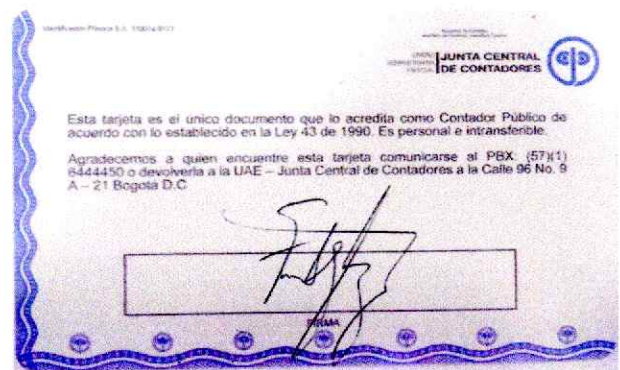 JUNTA CENTRAL
DE CONTADORES
Esta tarjeta es el único documento que lo acredita como Contador Público de
acuerdo con lo establecido en la Ley 43 de 1990. Es personal e intransferible.
Agradecemos a quien encuentre esta tarjeta comunicarse al PBX: (57)(1)
6444450 o devolverla a la UAE – Junta Central de Contadores a la Calle 96 No. 9
A – 21 Bogotá D.C
FIRMA